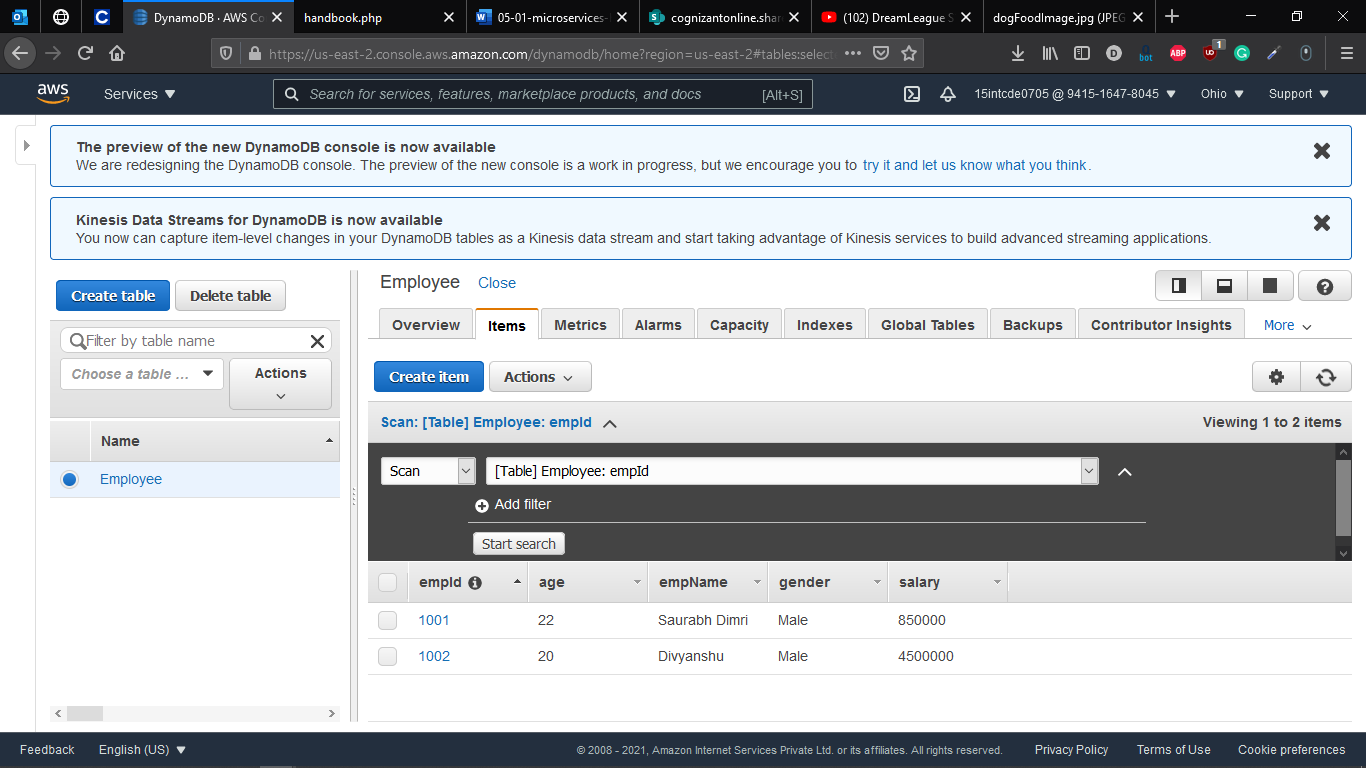 DynamoDB · AWS Co
handbook.php
05-01-microservices-
cognizantonline.shar
(102) DreamLeague S
dogFoodImage.jpg (JPEG
https://us-east-2.console.aws.amazon.com/dynamodb/home?region=us-east-2#tables:select
bot
ABP
1
aws
Services
Search for services, features, marketplace products, and docs
[Alt+S]
15intcde0705 @ 9415-1647-8045
Ohio
Support
The preview of the new DynamoDB console is now available
We are redesigning the DynamoDB console. The preview of the new console is a work in progress, but we encourage you to try it and let us know what you think.
Kinesis Data Streams for DynamoDB is now available
You now can capture item-level changes in your DynamoDB tables as a Kinesis data stream and start taking advantage of Kinesis services to build advanced streaming applications.
Create table
Delete table
Filter by table name
Choose a table ...
Actions
Name
Employee
Employee
Close
Overview
Items
Metrics
Alarms
Capacity
Indexes
Global Tables
Backups
Contributor Insights
More
Create item
Actions
Scan: [Table] Employee: empId
Viewing 1 to 2 items
Scan
[Table] Employee: empId
Add filter
Start search
empId age empName gender salary
1001 22 Saurabh Dimri Male 850000
1002 20 Divyanshu Male 4500000
Feedback
English (US)
© 2008 - 2021, Amazon Internet Services Private Ltd. or its affiliates. All rights reserved.
Privacy Policy
Terms of Use
Cookie preferences